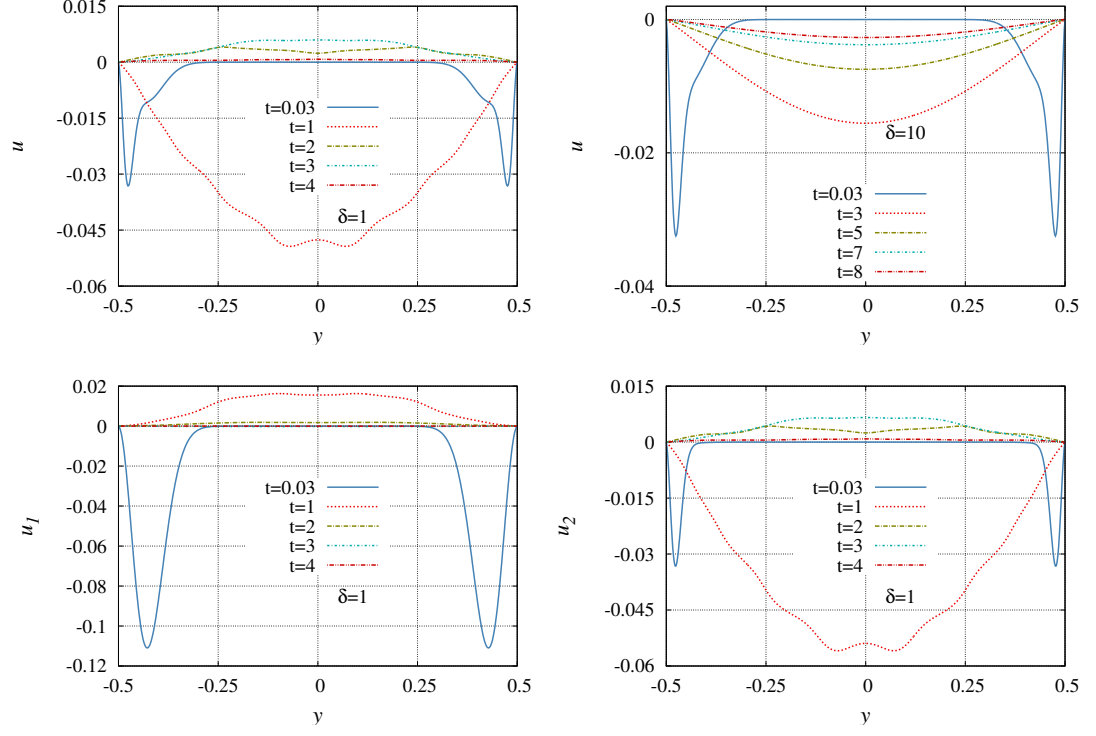 0.015
0
-0.015
-0.03
-0.045
-0.06
u
t=0.03
t=1
t=2
t=3
t=4
δ=1
-0.5 -0.25 0 0.25 0.5
y
0
-0.02
-0.04
u
δ=10
t=0.03
t=3
t=5
t=7
t=8
-0.5 -0.25 0 0.25 0.5
y
0.02
0
-0.02
-0.04
-0.06
-0.08
-0.1
-0.12
u1
t=0.03
t=1
t=2
t=3
t=4
δ=1
-0.5 -0.25 0 0.25 0.5
y
0.015
0
-0.015
-0.03
-0.045
-0.06
u2
t=0.03
t=1
t=2
t=3
t=4
δ=1
-0.5 -0.25 0 0.25 0.5
y